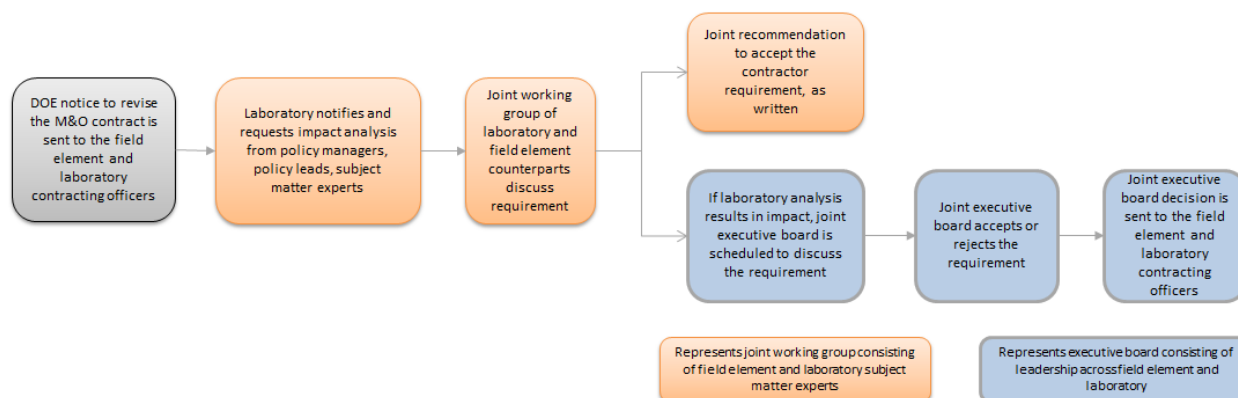 DOE notice to revise
the M&O contract is
sent to the field
element and
laboratory
contracting officers
Laboratory notifies and
requests impact analysis
from policy managers,
policy leads, subject
matter experts
Joint working
group of
laboratory and
field element
counterparts
discuss
requirement
Joint recommendation
to accept the
contractor
requirement, as
written
If laboratory analysis
results in impact, joint
executive board is
scheduled to discuss
the requirement
Joint executive
board accepts or
rejects the
requirement
Joint executive
board decision is
sent to the field
element and
laboratory
contracting
officers
Represents joint working group consisting
of field element and laboratory subject
matter experts
Represents executive board consisting of
leadership across field element and
laboratory